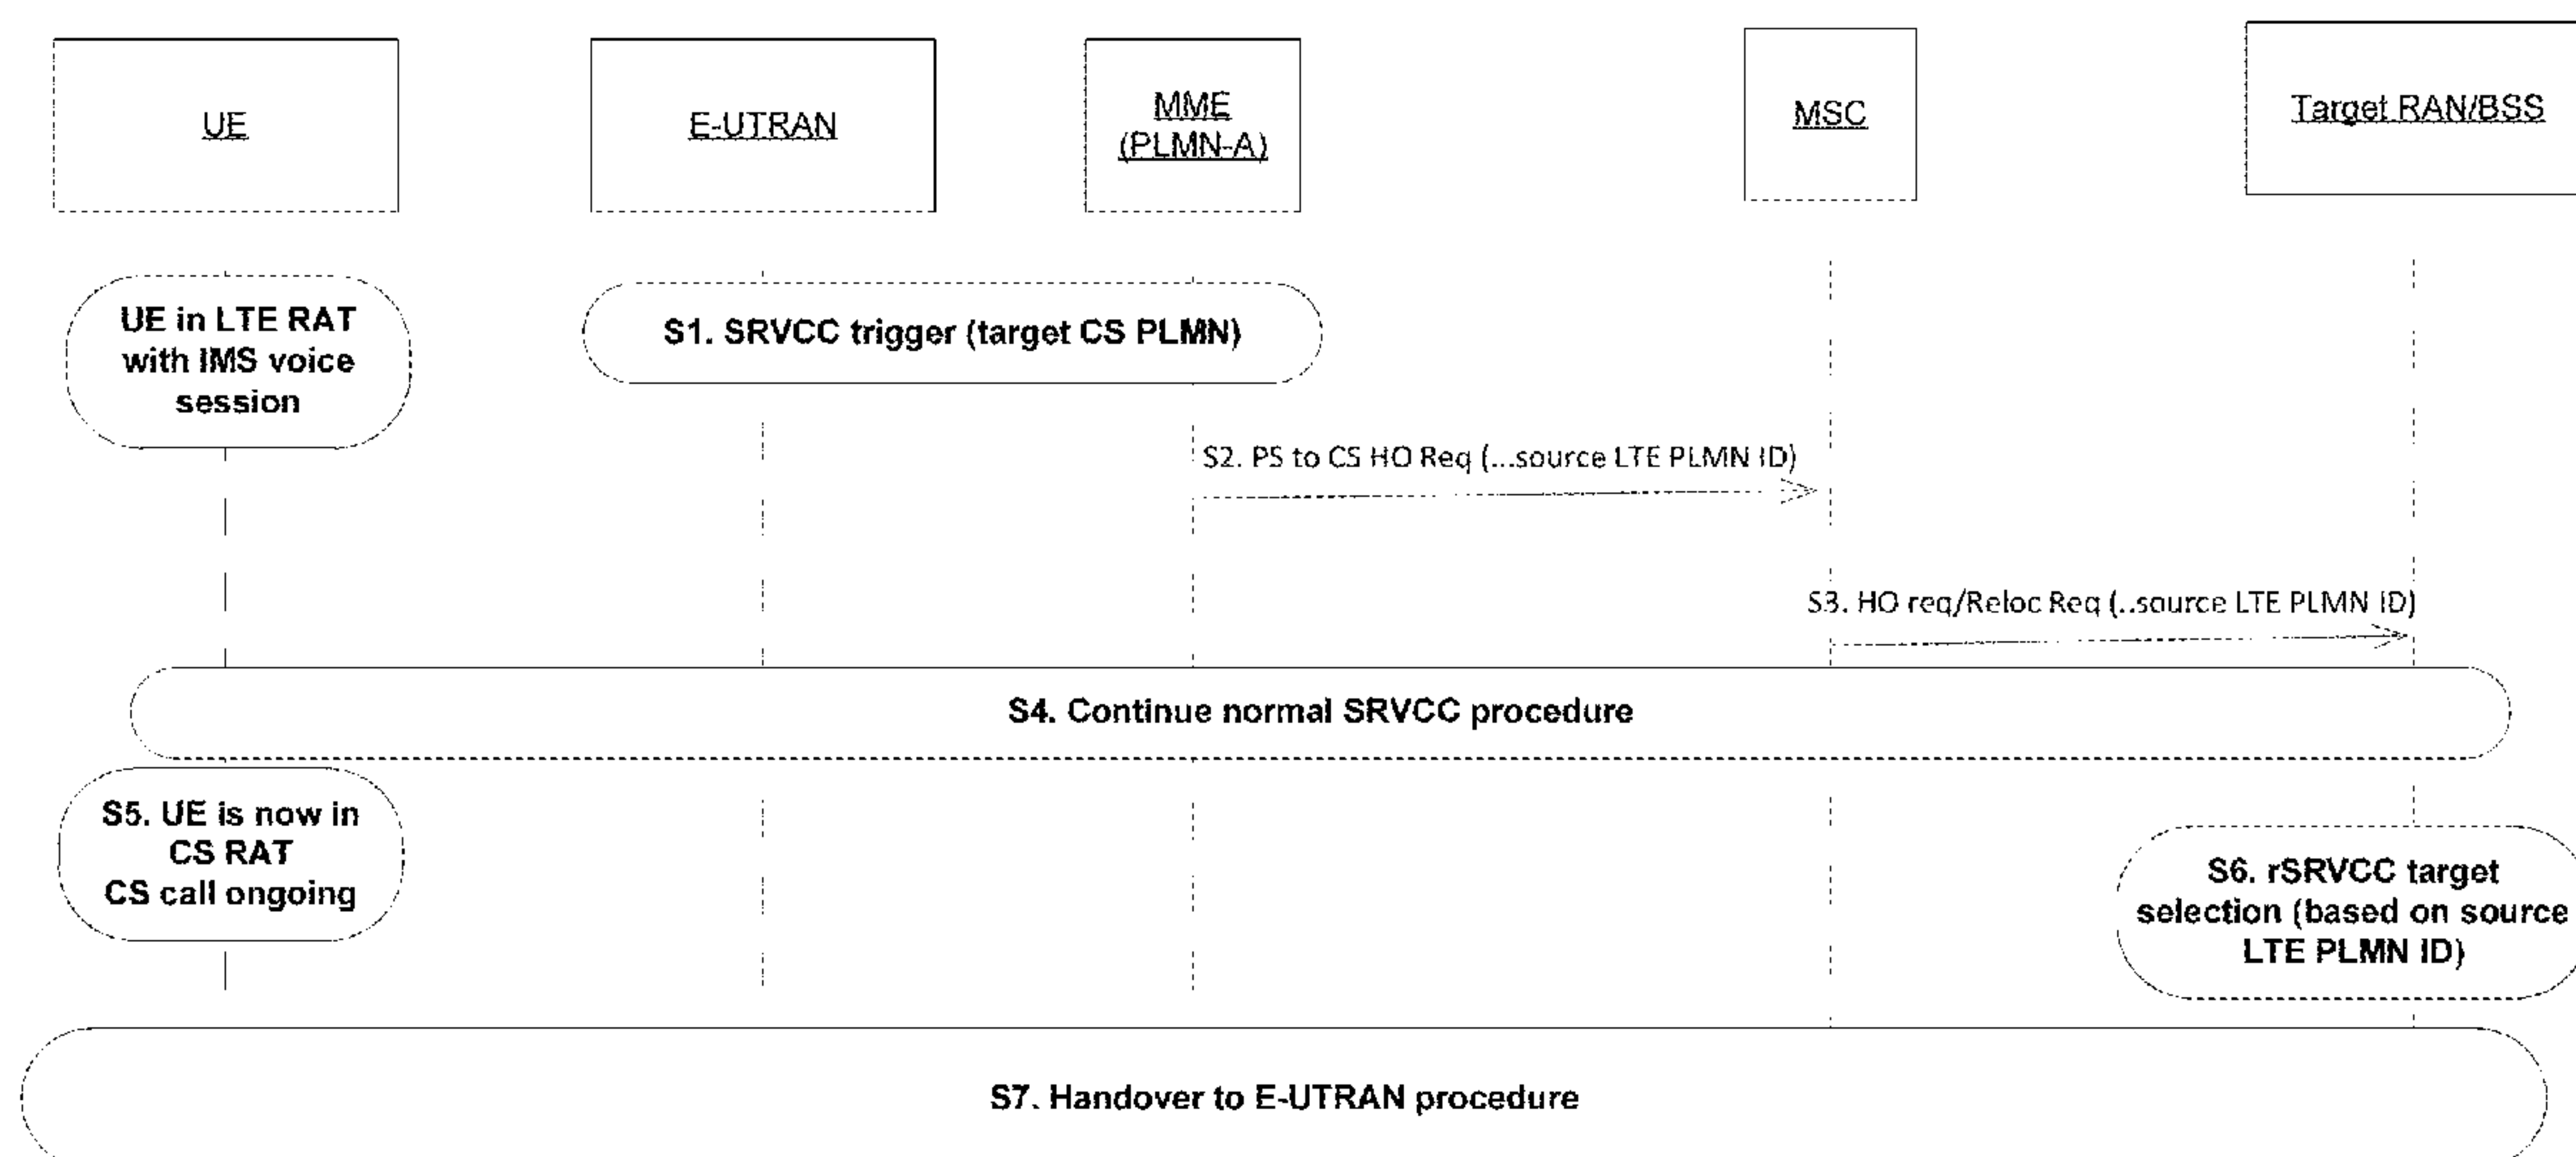 UE
E-UTRAN
MME
(PLMN-A)
MSC
Target RAN/BSS
UE in LTE RAT
with IMS voice
session
S1. SRVCC trigger (target CS PLMN)
S2. PS to CS HO Req (...source LTE PLMN ID)
S3. HO req/Reloc Req (..source LTE PLMN ID)
S4. Continue normal SRVCC procedure
S5. UE is now in
CS RAT
CS call ongoing
S6. rSRVCC target
selection (based on source
LTE PLMN ID)
S7. Handover to E-UTRAN procedure